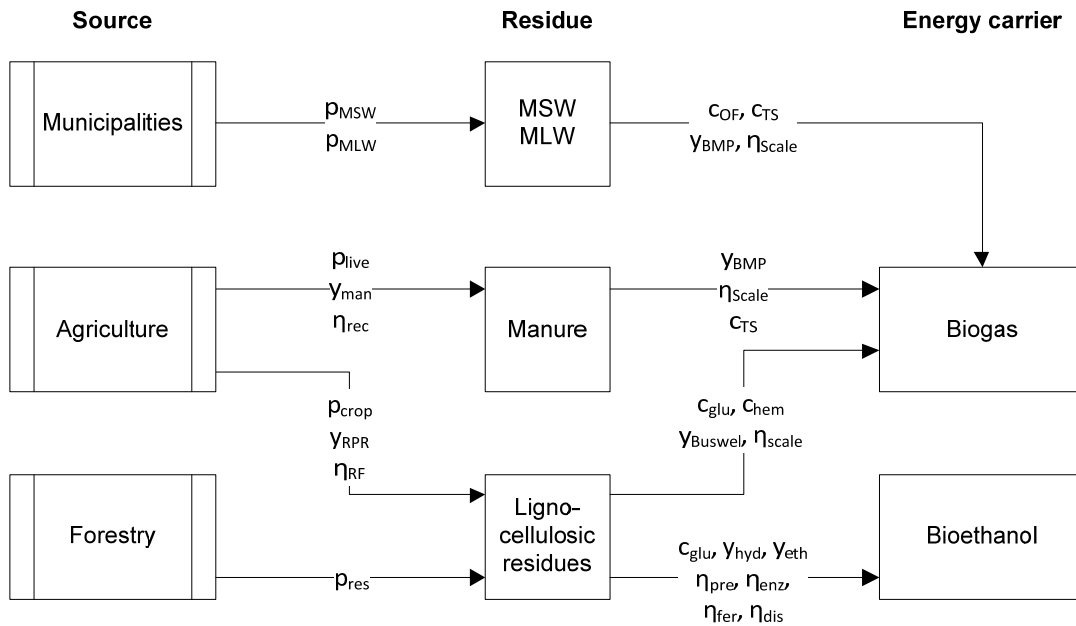 Source
Residue
Energy carrier
Municipalities
pMSW
pMLW
MSW
MLW
cOF, cTS
yBMP, ηScale
Agriculture
plive
yman
ηrec
Manure
yBMP
ηScale
cTS
Biogas
pcrop
yRPR
ηRF
cglu, chem
yBuswel, ηscale
Forestry
pres
Ligno-
cellulosic
residues
cglu, yhyd, yeth
ηpre, ηenz,
ηfer, ηdis
Bioethanol